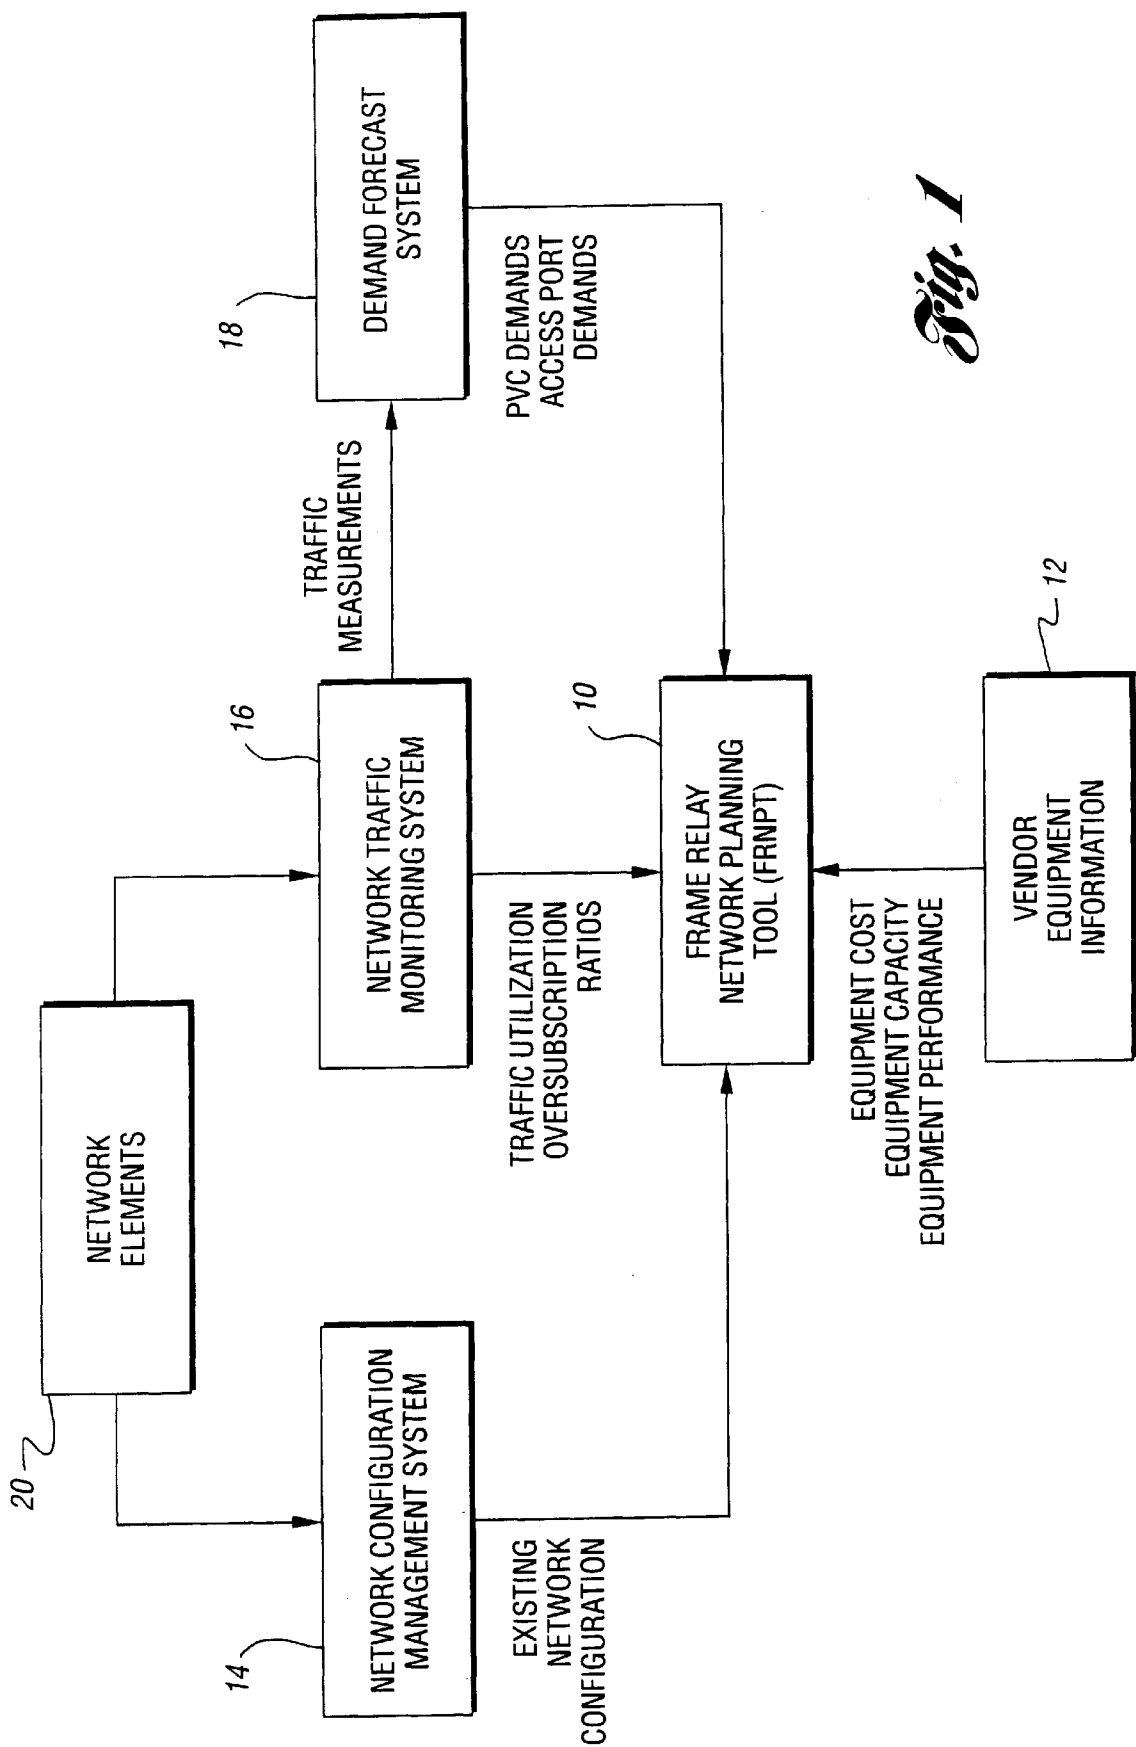 20
NETWORK
ELEMENTS
14
NETWORK CONFIGURATION
MANAGEMENT SYSTEM
16
NETWORK TRAFFIC
MONITORING SYSTEM
TRAFFIC
MEASUREMENTS
18
DEMAND FORECAST
SYSTEM
EXISTING
NETWORK
CONFIGURATION
TRAFFIC UTILIZATION
OVERSUBSCRIPTION
RATIOS
PVC DEMANDS
ACCESS PORT
DEMANDS
10
FRAME RELAY
NETWORK PLANNING
TOOL (FRNPT)
EQUIPMENT COST
EQUIPMENT CAPACITY
EQUIPMENT PERFORMANCE
12
VENDOR
EQUIPMENT
INFORMATION
Fig. 1